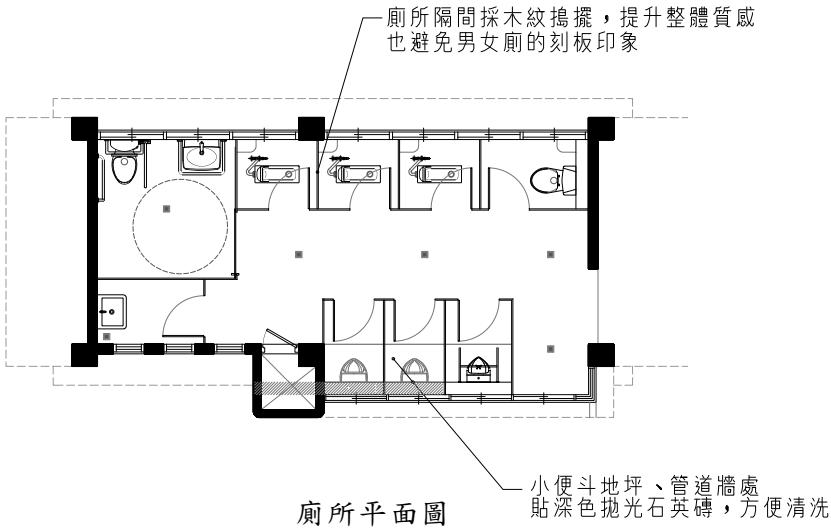 廁所隔間採木紋搗擺，提升整體質感
也避免男女廁的刻板印象
小便斗地坪、管道牆處
貼深色拋光石英磚，方便清洗
廁所平面圖